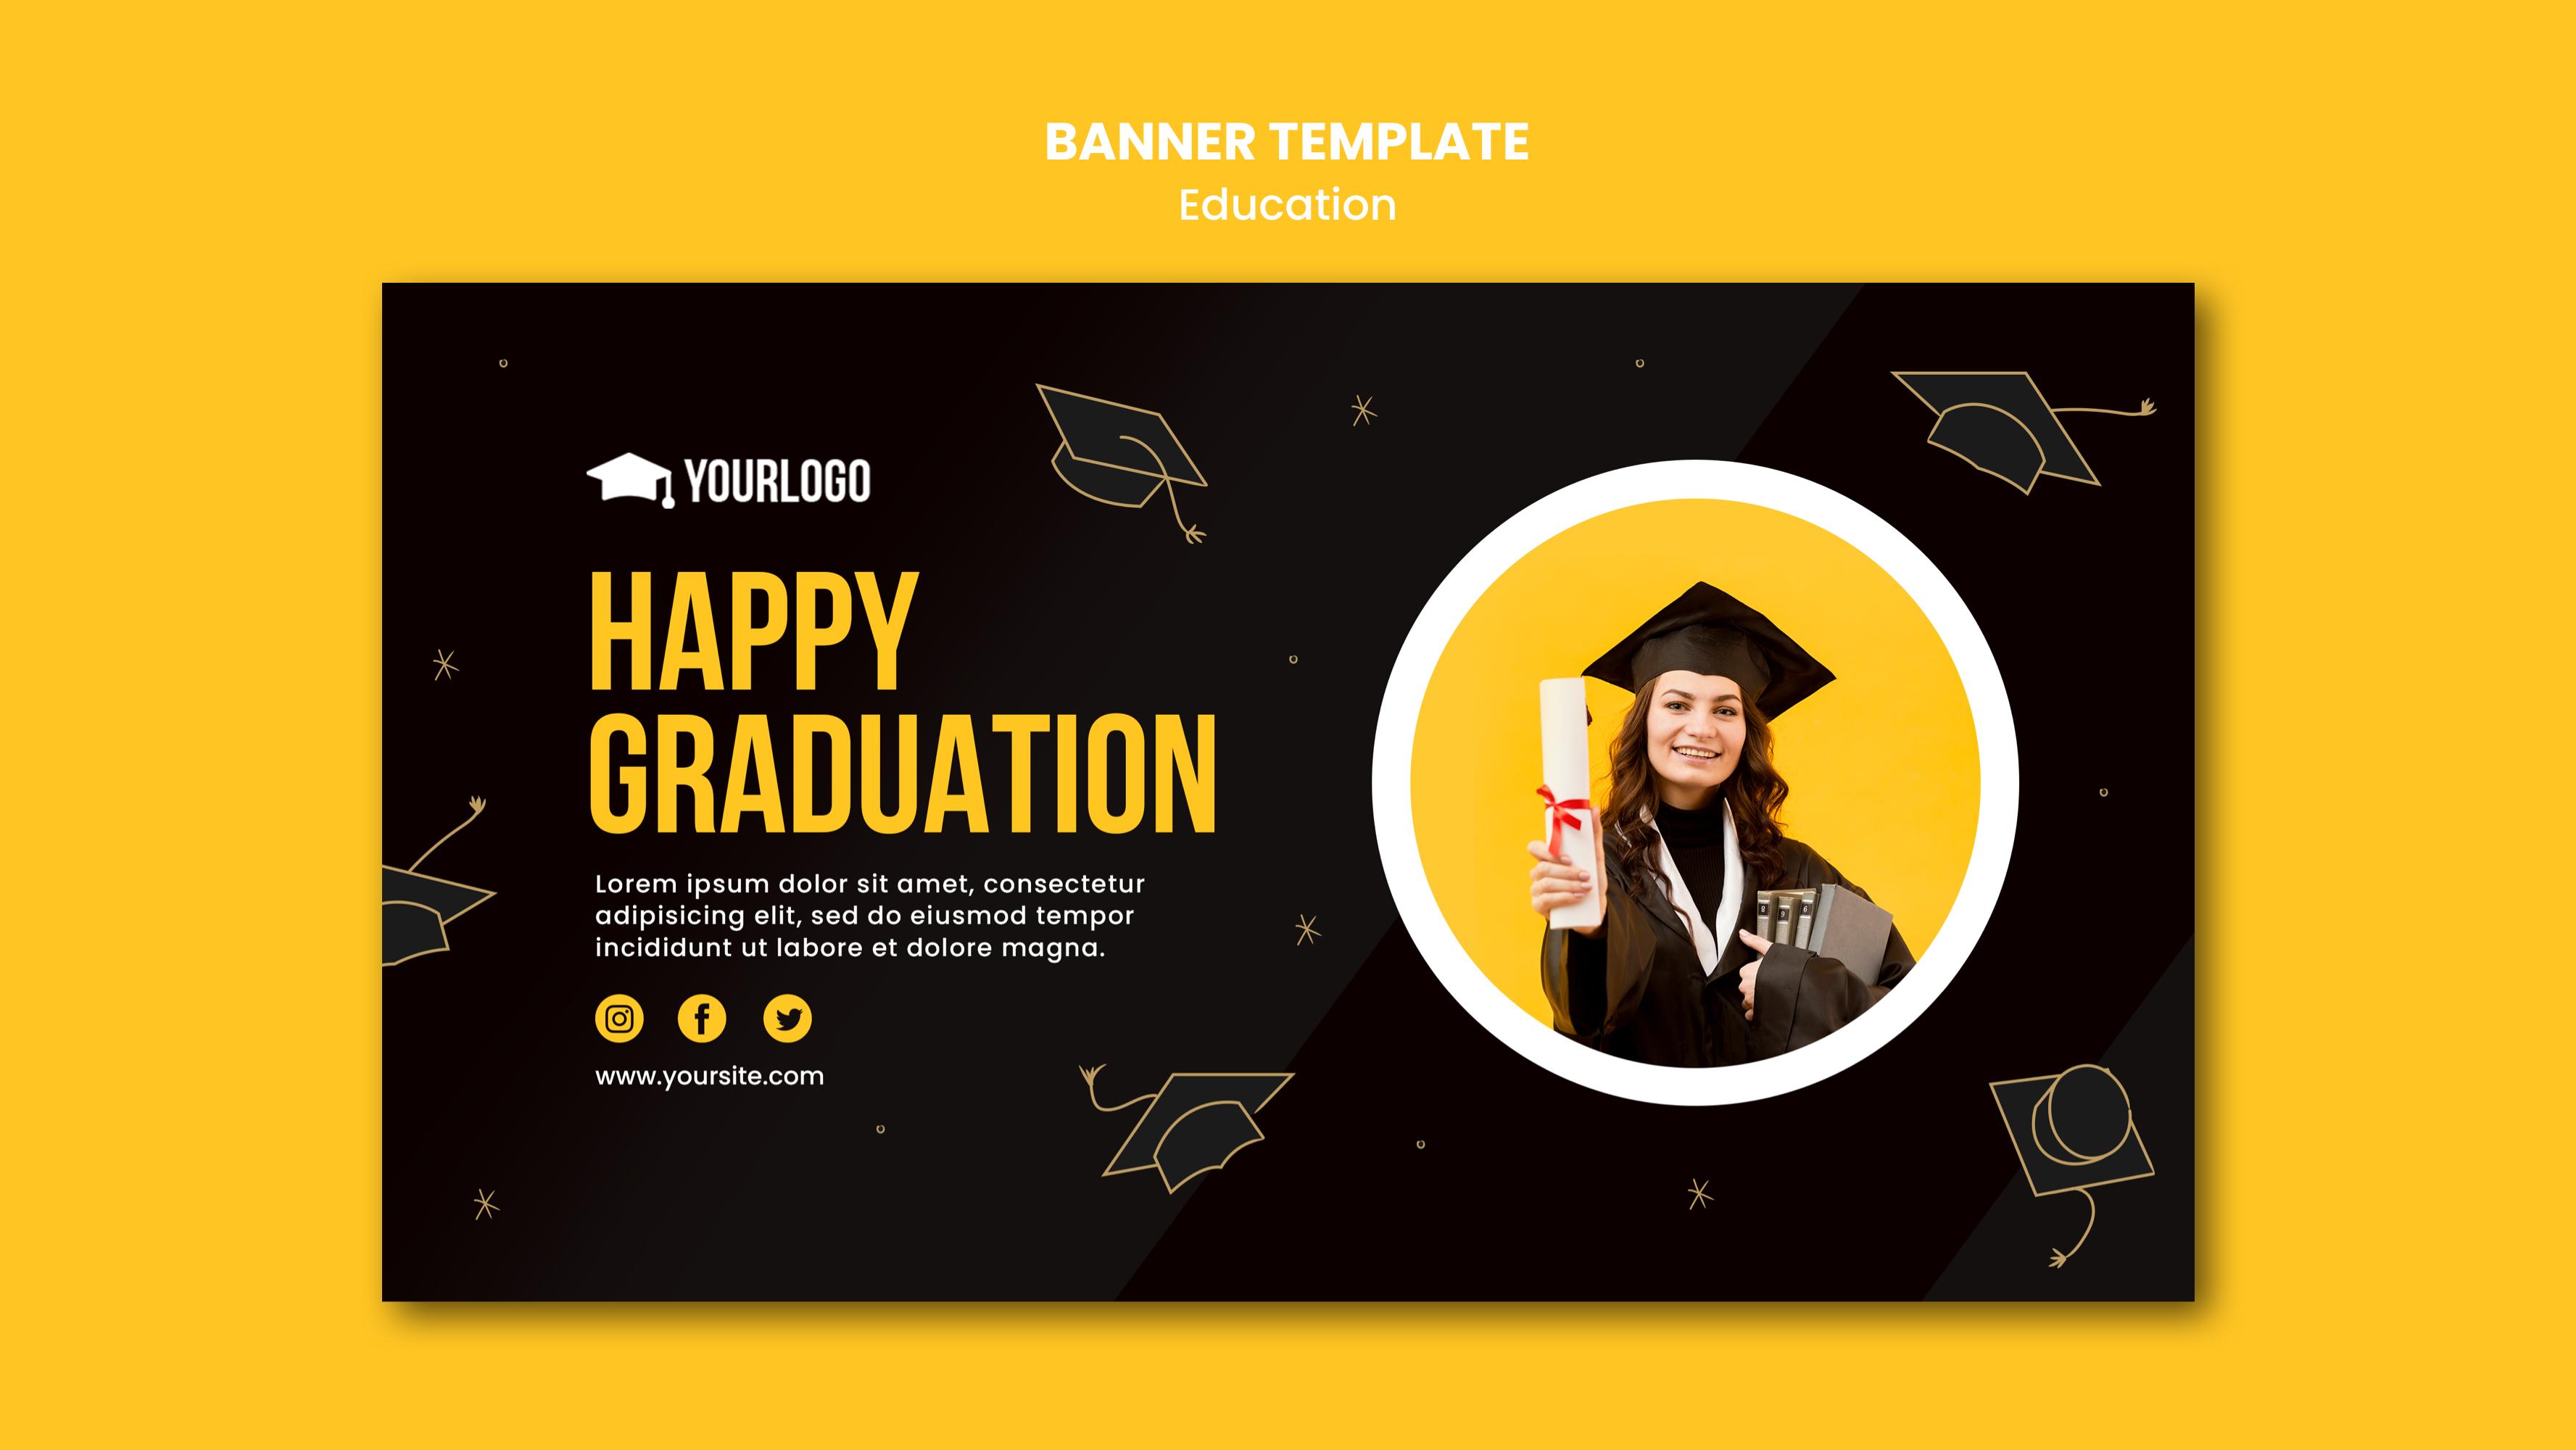 BANNER TEMPLATE
Education
YOURLOGO
HAPPY
GRADUATION
Lorem ipsum dolor sit amet, consectetur
adipisicing elit, sed do eiusmod tempor
incididunt ut labore et dolore magna.
www.yoursite.com